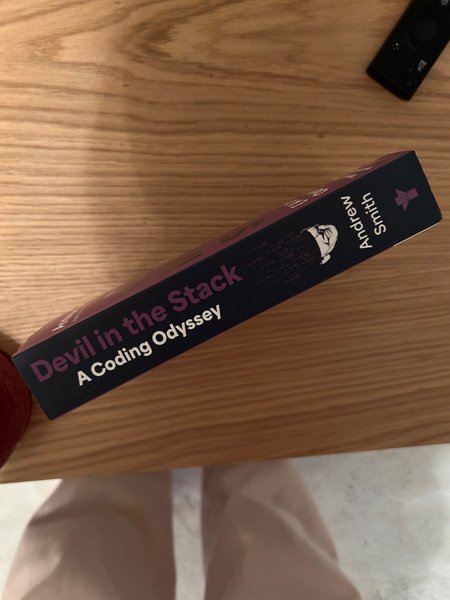 Devil in the Stack
A Coding Odyssey
Andrew
Smith